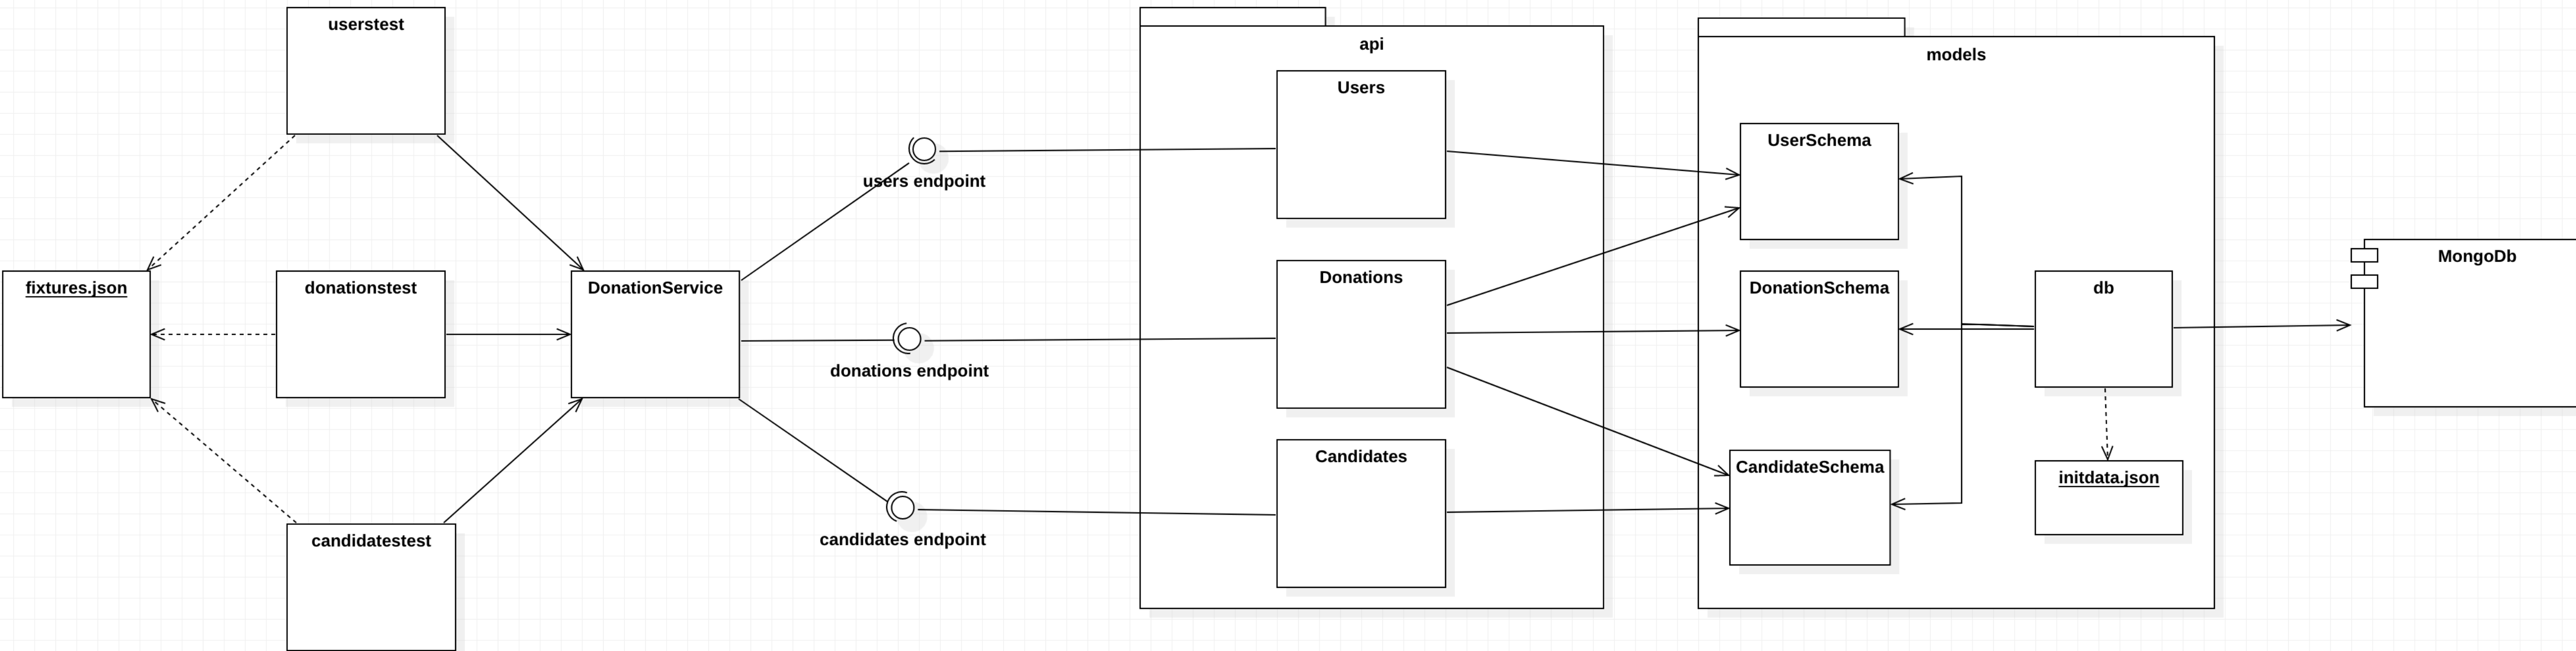 userstest
api
models
Users
UserSchema
users endpoint
MongoDb
fixtures.json
donationstest
DonationService
Donations
DonationSchema
db
donations endpoint
Candidates
CandidateSchema
initdata.json
candidatestest
candidates endpoint